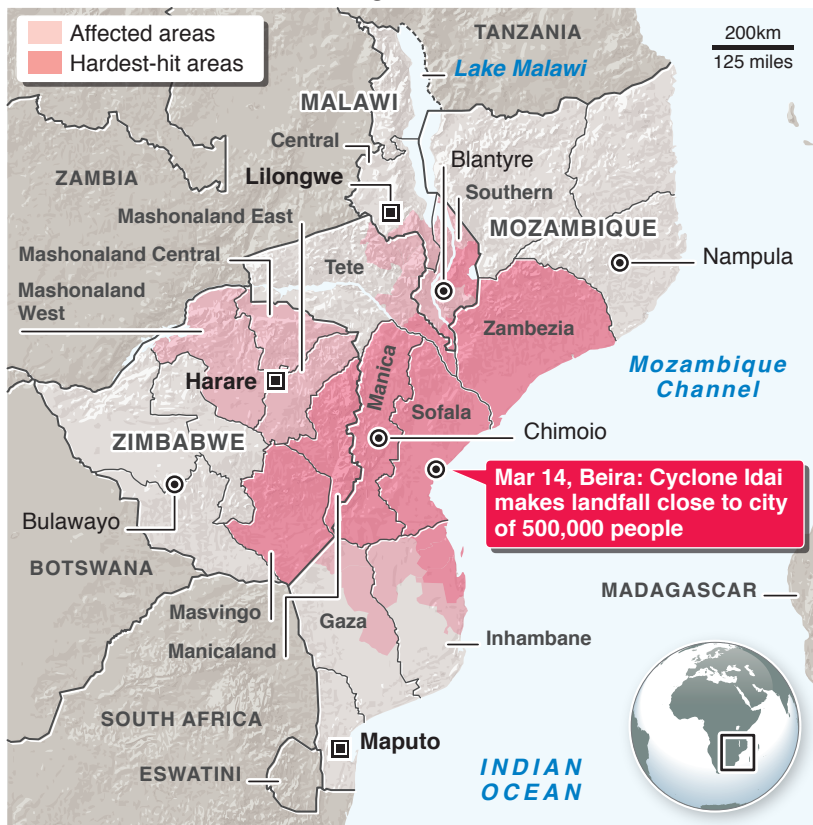 Affected areas
Hardest-hit areas
200km
125 miles
TANZANIA
Lake Malawi
MALAWI
Central
Blantyre
ZAMBIA
Lilongwe
Southern
Mashonaland East
MOZAMBIQUE
Mashonaland Central
Nampula
Tete
Mashonaland
West
Zambezia
Manica
Mozambique
Channel
Harare
Sofala
ZIMBABWE
Chimoio
Mar 14, Beira: Cyclone Idai
makes landfall close to city
of 500,000 people
Bulawayo
BOTSWANA
MADAGASCAR
Masvingo
Gaza
Manicaland
Inhambane
SOUTH AFRICA
Maputo
ESWATINI
INDIAN
OCEAN